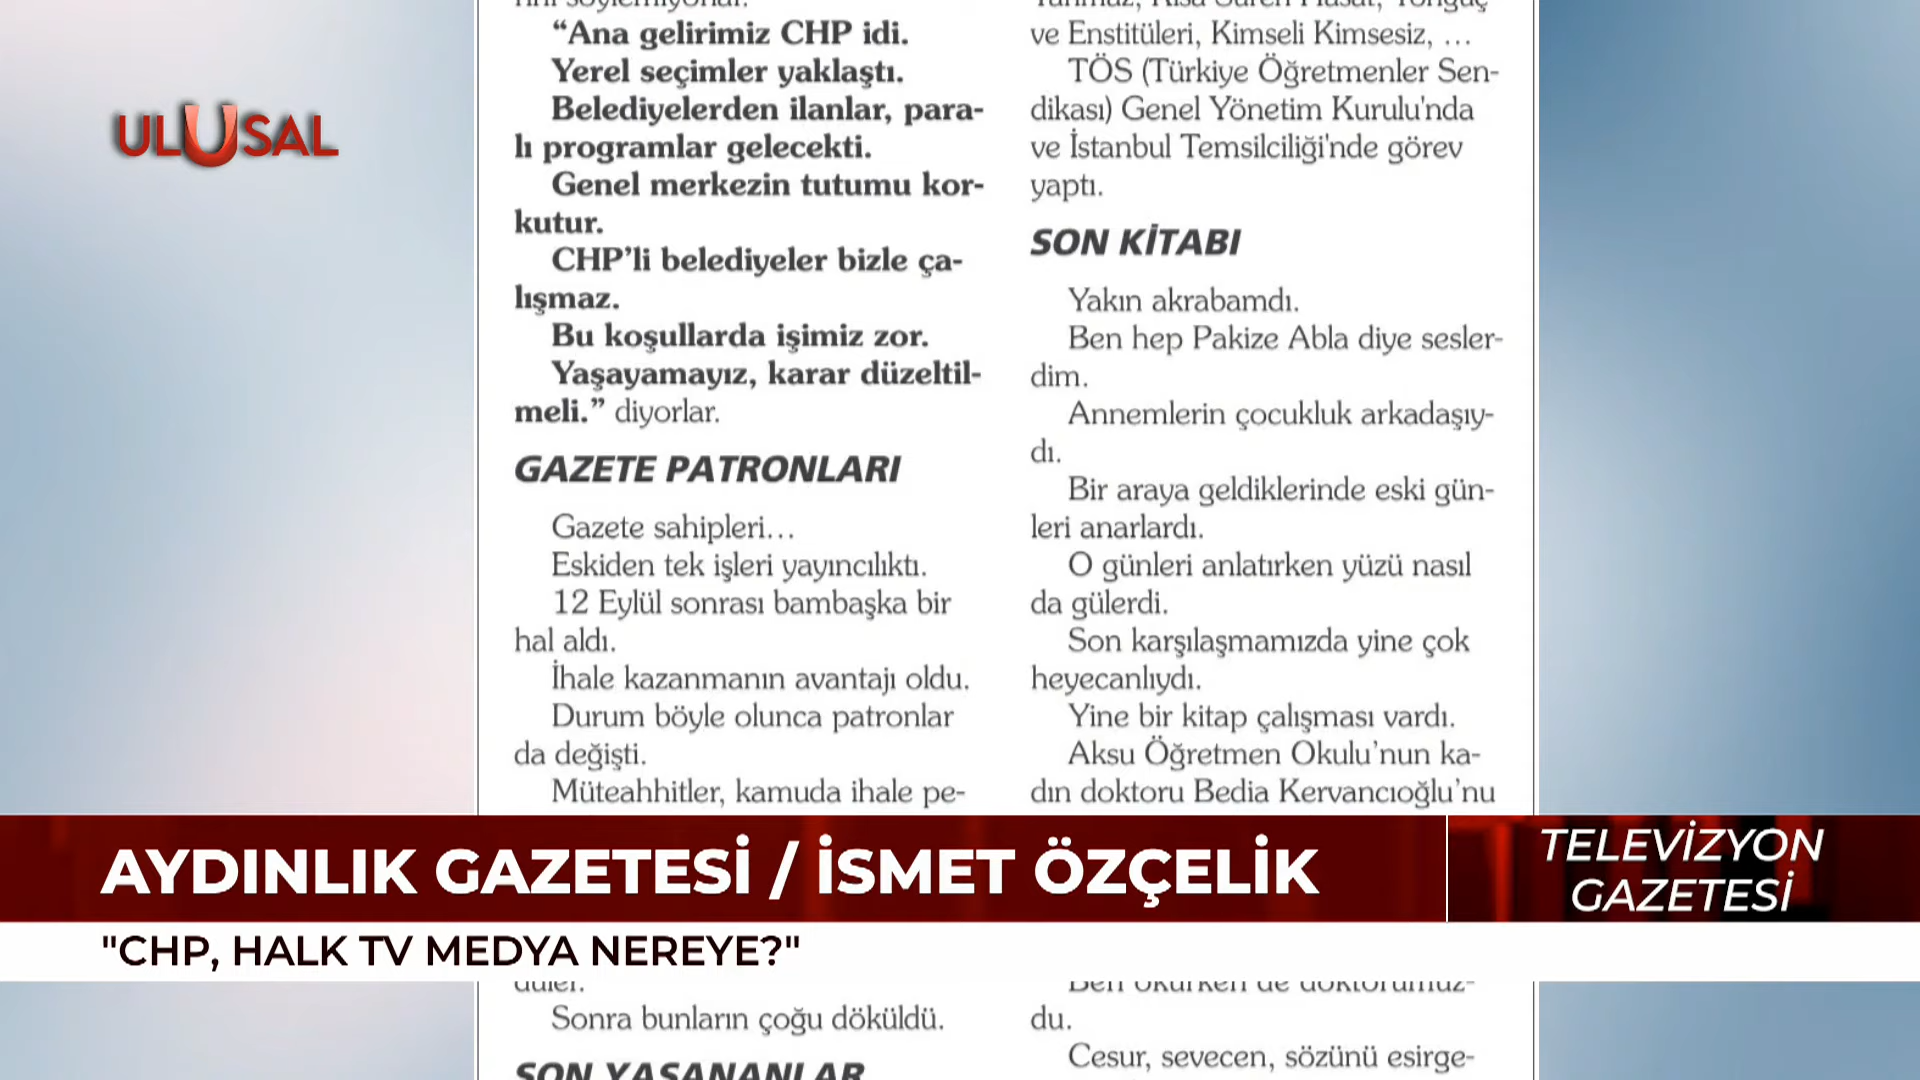 ULUSAL
"Ana gelirimiz CHP idi.
Yerel seçimler yaklaştı.
Belediyelerden ilanlar, para-
lı programlar gelecekti.
Genel merkezin tutumu kor-
kutur.
CHP'li belediyeler bizle ça-
lışmaz.
Bu koşullarda işimiz zor.
Yaşayamayız, karar düzeltil-
meli." diyorlar.
GAZETE PATRONLARI
Gazete sahipleri…
Eskiden tek işleri yayıncılıktı.
12 Eylül sonrası bambaşka bir
hal aldı.
İhale kazanmanın avantajı oldu.
Durum böyle olunca patronlar
da değişti.
Müteahhitler, kamuda ihale pe-
Sonra bunların çoğu döküldü.
SON YAŞANANLAR
ve Enstitüleri, Kimseli Kimsesiz, …
TÖS (Türkiye Öğretmenler Sen-
dikası) Genel Yönetim Kurulu'nda
ve İstanbul Temsilciliği'nde görev
yaptı.
SON KİTABI
Yakın akrabamdı.
Ben hep Pakize Abla diye sesler-
dim.
Annemlerin çocukluk arkadaşıy-
dı.
Bir araya geldiklerinde eski gün-
leri anarlardı.
O günleri anlatırken yüzü nasıl
da gülerdi.
Son karşılaşmamızda yine çok
heyecanlıydı.
Yine bir kitap çalışması vardı.
Aksu Öğretmen Okulu'nun ka-
dın doktoru Bedia Kervancıoğlu'nu
Ben okurken de doktorumuz-
du.
Cesur, sevecen, sözünü esirge-
AYDINLIK GAZETESİ / İSMET ÖZÇELİK
TELEVİZYON
GAZETESİ
"CHP, HALK TV MEDYA NEREYE?"